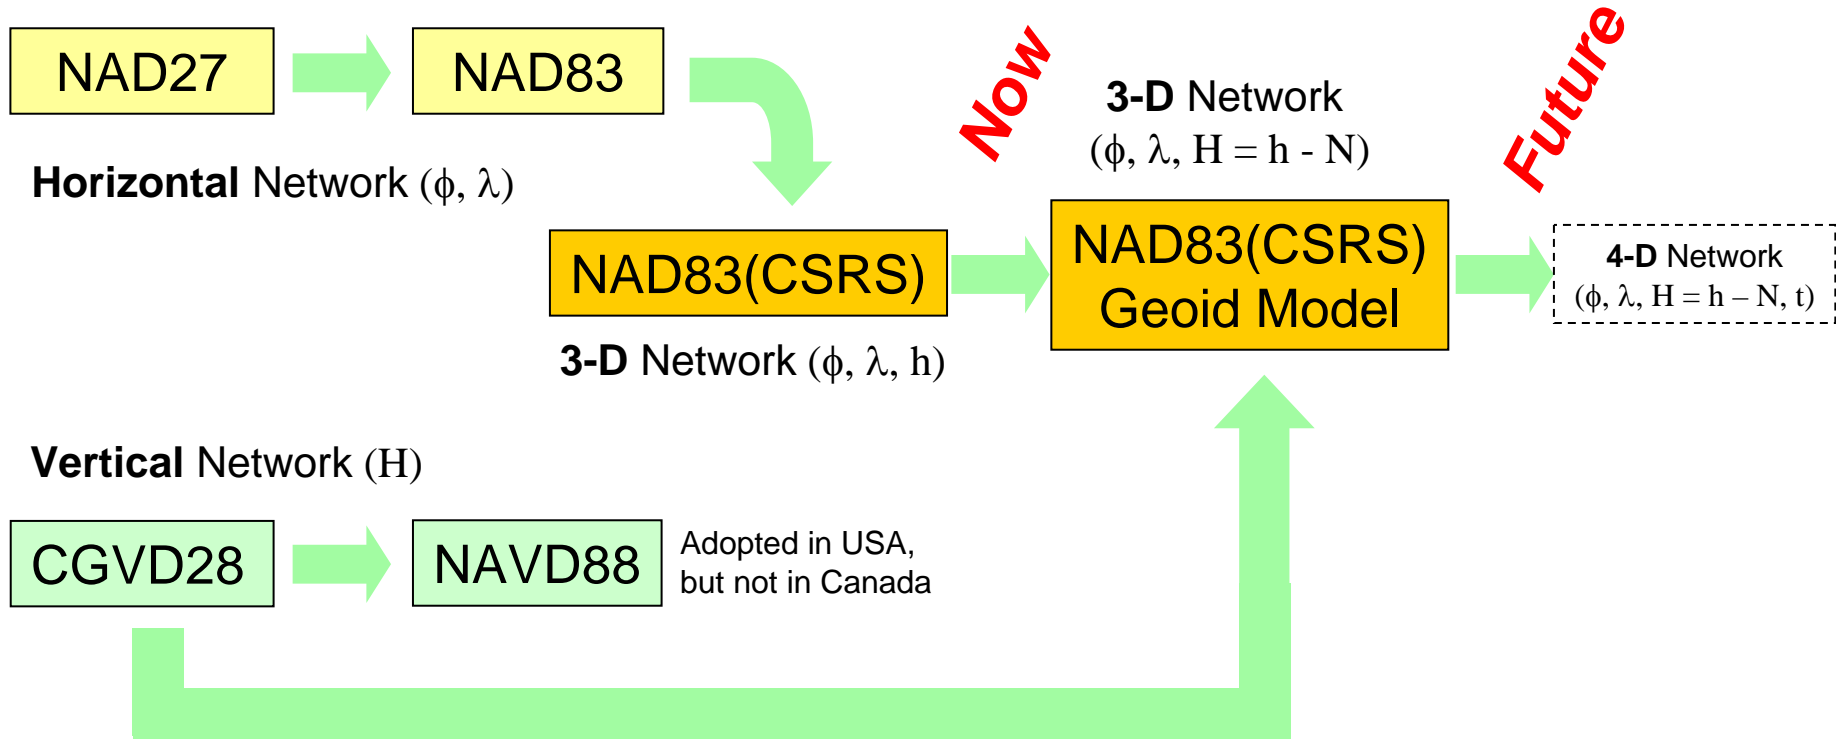 NAD27
NAD83
Horizontal Network (ϕ, λ)
NAD83(CSRS)
3-D Network (ϕ, λ, h)
Now
3-D Network
(ϕ, λ, H = h - N)
NAD83(CSRS)
Geoid Model
Future
4-D Network
(ϕ, λ, H = h – N, t)
Vertical Network (H)
CGVD28
NAVD88
Adopted in USA,
but not in Canada